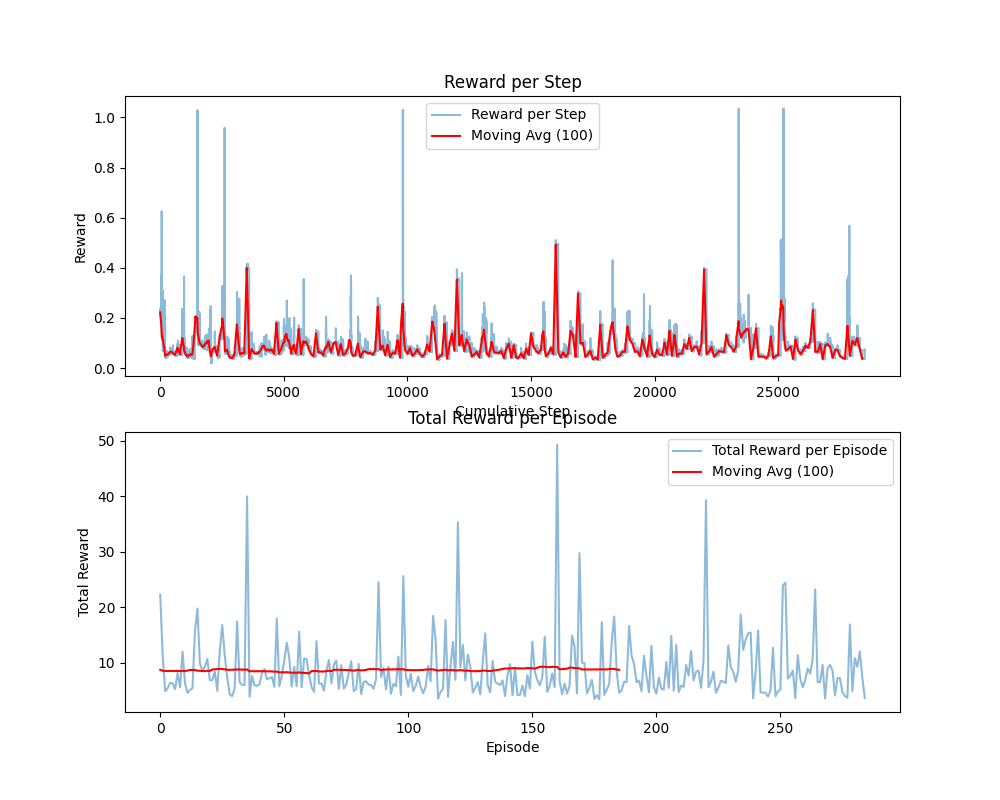 Reward per Step
Reward per Step
Moving Avg (100)
1.0
0.8
0.6
0.4
0.2
0.0
Reward
0
5000
10000
15000
20000
25000
Cumulative Step
Total Reward per Episode
Total Reward per Episode
Moving Avg (100)
50
40
30
20
10
Total Reward
0
50
100
150
200
250
Episode